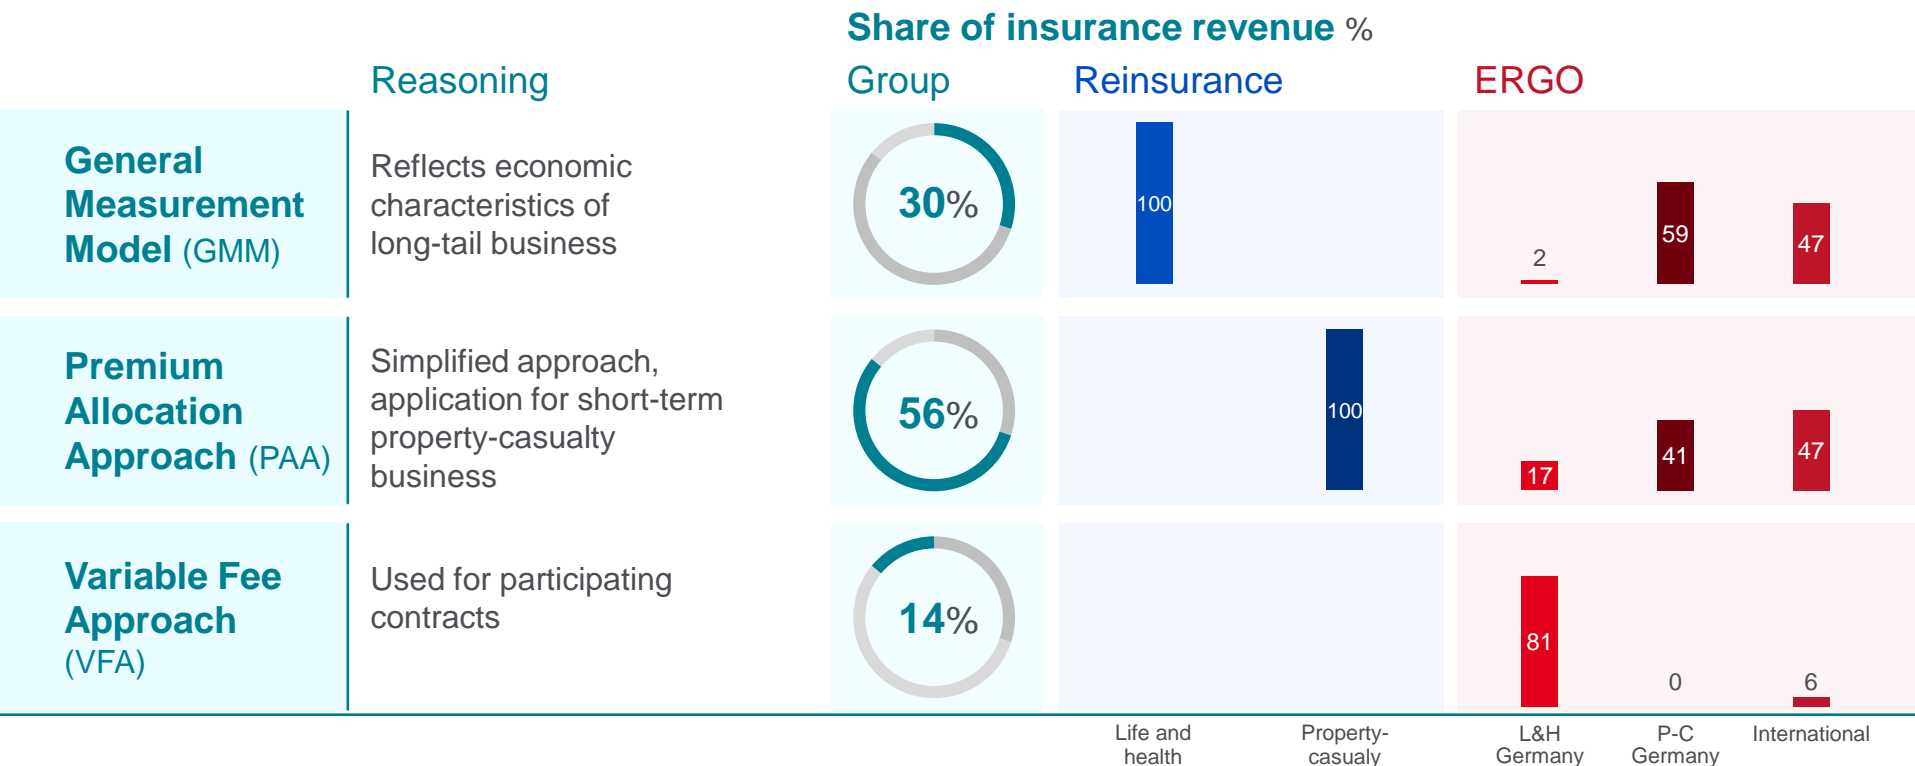 Share of insurance revenue %
Reasoning
Group
Reinsurance
ERGO
General
Measurement
Model (GMM)
Reflects economic
characteristics of
long-tail business
30%
100
2
59
47
Premium
Allocation
Approach (PAA)
Simplified approach,
application for short-term
property-casualty
business
56%
100
17
41
47
Variable Fee
Approach
(VFA)
Used for participating
contracts
14%
81
0
6
Life and
health
Property-
casualy
L&H
Germany
P-C
Germany
International